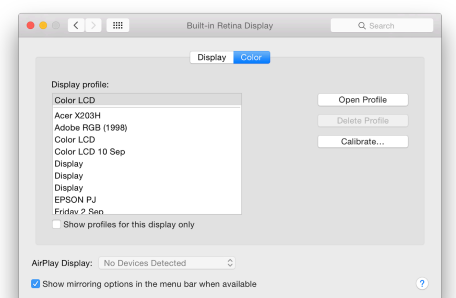 Built-in Retina Display
Search
Display Color
Display profile:
Color LCD
Acer X203H
Adobe RGB (1998)
Color LCD
Color LCD 10 Sep
Display
Display
Display
EPSON PJ
Friday 2 Sep
Open Profile
Delete Profile
Calibrate...
Show profiles for this display only
AirPlay Display: No Devices Detected
Show mirroring options in the menu bar when available
?